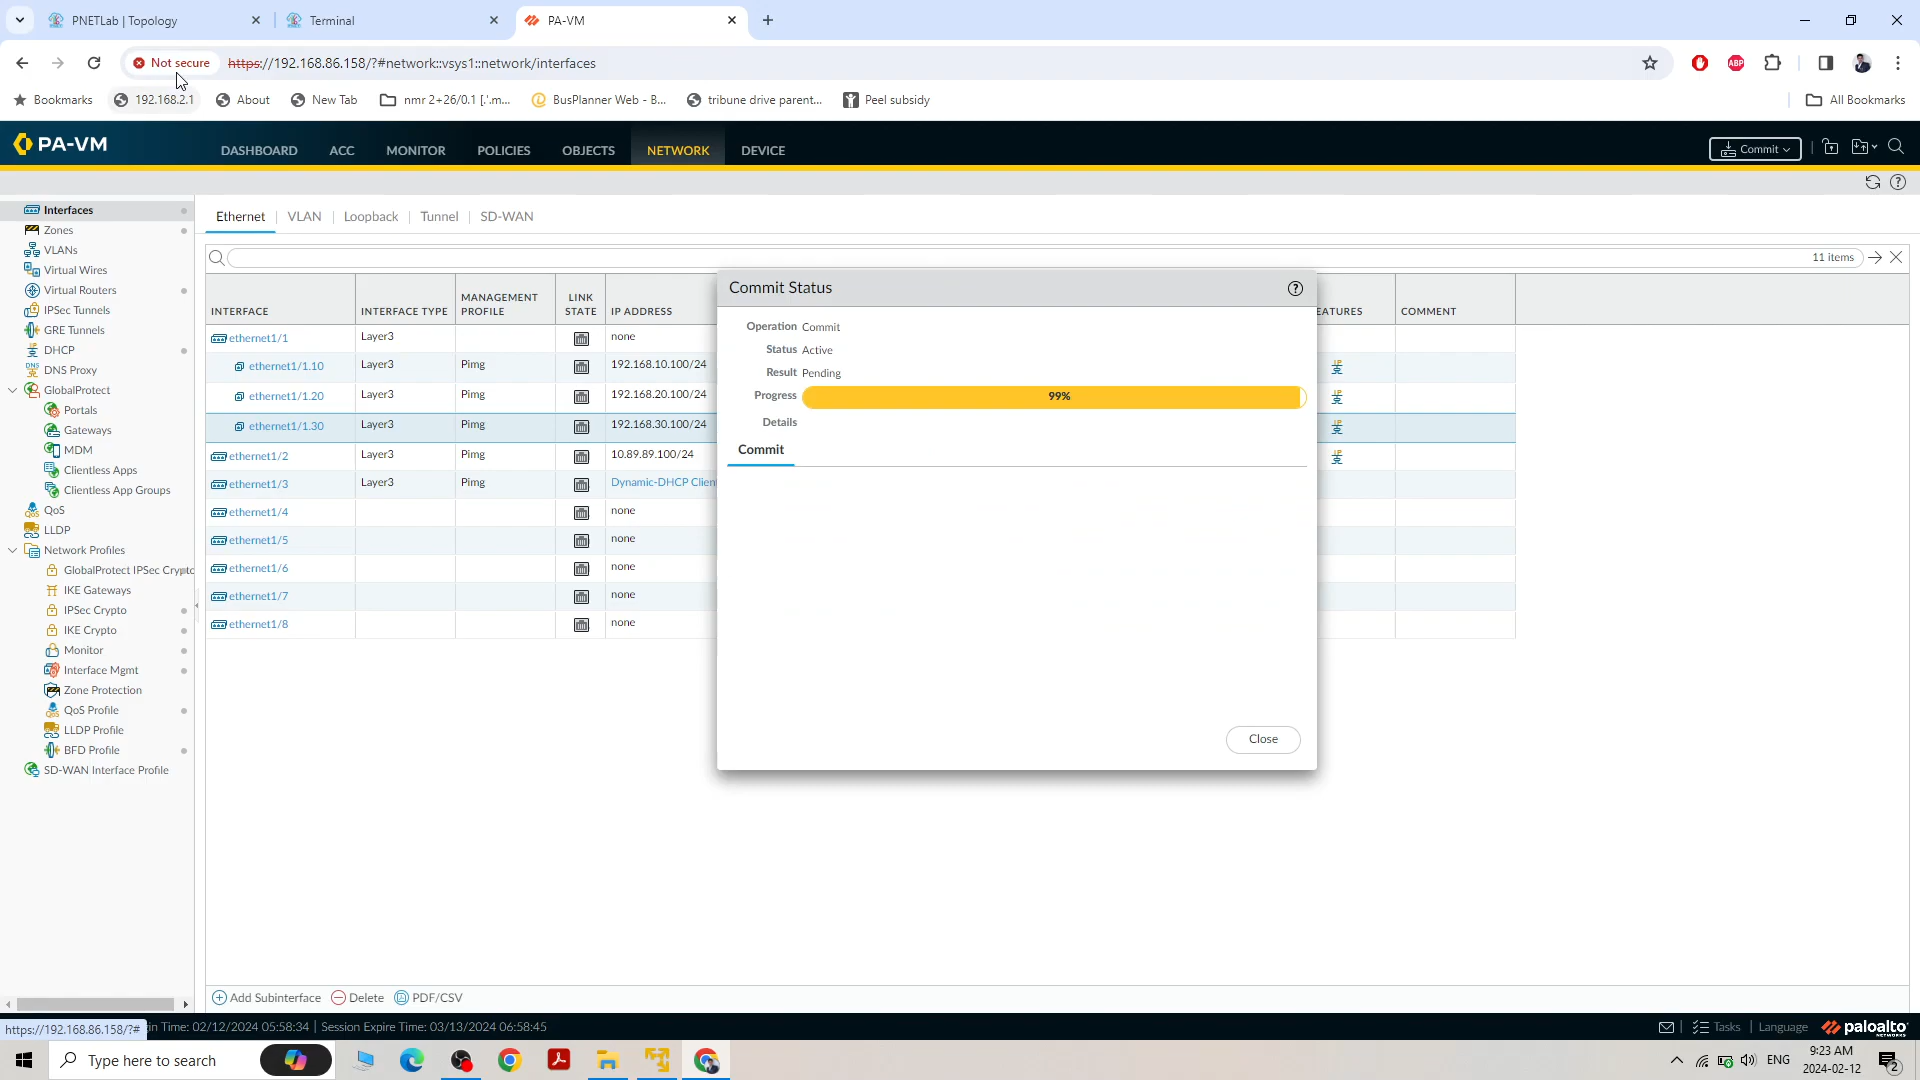 PNETLab | Topology
Terminal
PA-VM
Not secure
https://192.168.86.158/?#network::vsys1::network/interfaces
ABP
Bookmarks
192.168.2.1
About
New Tab
nmr 2+26/0.1 [.'.m...
BusPlanner Web - B...
tribune drive parent...
Peel subsidy
All Bookmarks
PA-VM
DASHBOARD
ACC
MONITOR
POLICIES
OBJECTS
NETWORK
DEVICE
Commit
Interfaces
Zones
VLANs
Virtual Wires
Virtual Routers
IPSec Tunnels
GRE Tunnels
DHCP
DNS Proxy
GlobalProtect
Portals
Gateways
MDM
Clientless Apps
Clientless App Groups
QoS
LLDP
Network Profiles
GlobalProtect IPSec Crypto
IKE Gateways
IPSec Crypto
IKE Crypto
Monitor
Interface Mgmt
Zone Protection
QoS Profile
LLDP Profile
BFD Profile
SD-WAN Interface Profile
Ethernet
VLAN
Loopback
Tunnel
SD-WAN
11 items
INTERFACE
INTERFACE TYPE
MANAGEMENT
PROFILE
LINK
STATE
IP ADDRESS
EATURES
COMMENT
ethernet1/1
Layer3
none
ethernet1/1.10
Layer3
Pimg
192.168.10.100/24
ethernet1/1.20
Layer3
Pimg
192.168.20.100/24
ethernet1/1.30
Layer3
Pimg
192.168.30.100/24
ethernet1/2
Layer3
Pimg
10.89.89.100/24
ethernet1/3
Layer3
Pimg
Dynamic-DHCP Clien
ethernet1/4
none
ethernet1/5
none
ethernet1/6
none
ethernet1/7
none
ethernet1/8
none
Commit Status
Operation Commit
Status Active
Result Pending
Progress 99%
Details
Commit
Close
Add Subinterface
Delete
PDF/CSV
https://192.168.86.158/?#
in Time: 02/12/2024 05:58:34 | Session Expire Time: 03/13/2024 06:58:45
Tasks
Language
paloalto
NETWORKS
Type here to search
ENG
9:23 AM
2024-02-12
2